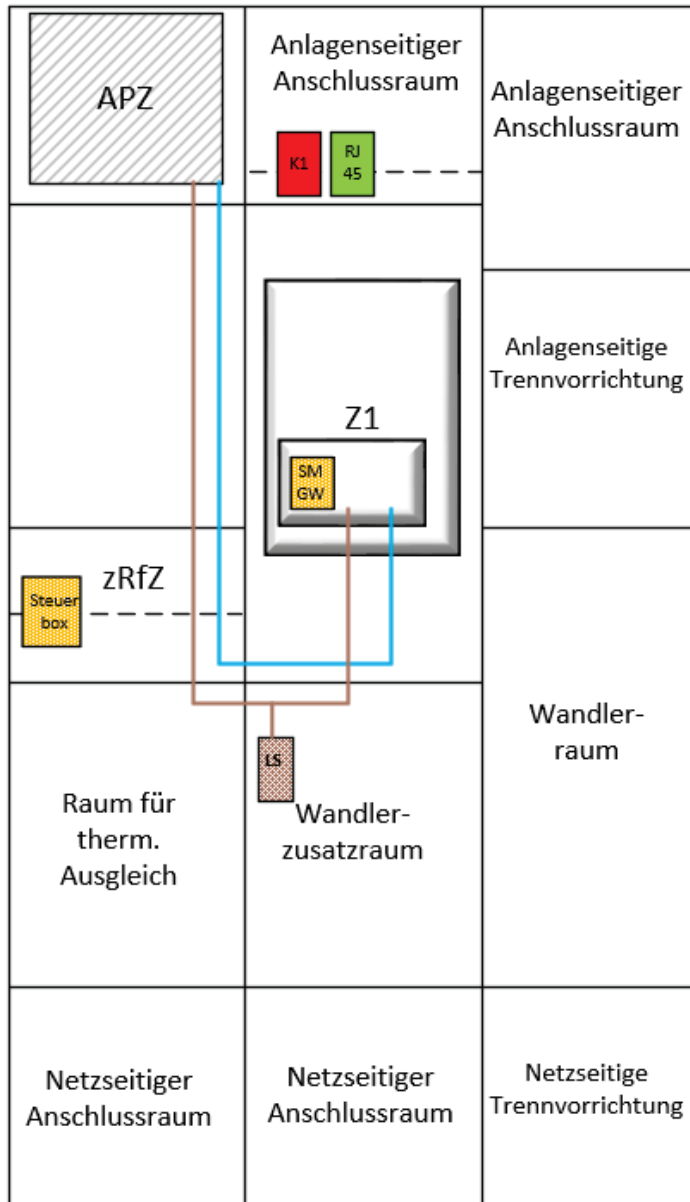 APZ
Anlagenseitiger
Anschlussraum
K1
RJ
45
Anlagenseitiger
Anschlussraum
Anlagenseitige
Trennvorrichtung
Z1
SM
GW
zRfZ
Steuer
box
Wandler-
raum
LS
Raum für
therm.
Ausgleich
Wandler-
zusatzraum
Netzseitiger
Anschlussraum
Netzseitiger
Anschlussraum
Netzseitige
Trennvorrichtung